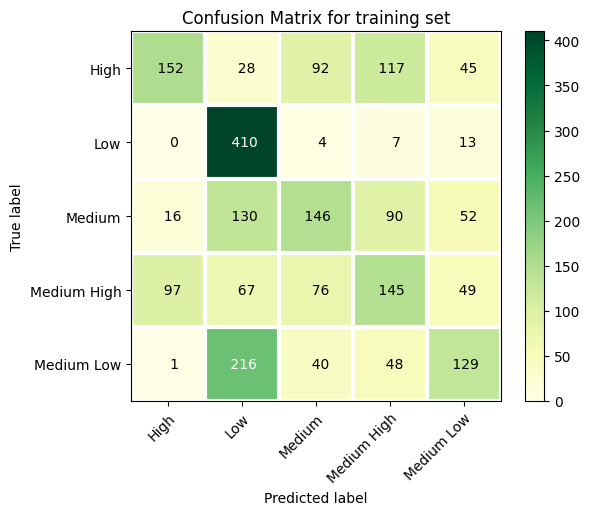 Confusion Matrix for training set
True label
High 152 28 92 117 45
Low 0 410 4 7 13
Medium 16 130 146 90 52
Medium High 97 67 76 145 49
Medium Low 1 216 40 48 129
High Low Medium Medium High Medium Low
Predicted label
400
350
300
250
200
150
100
50
0